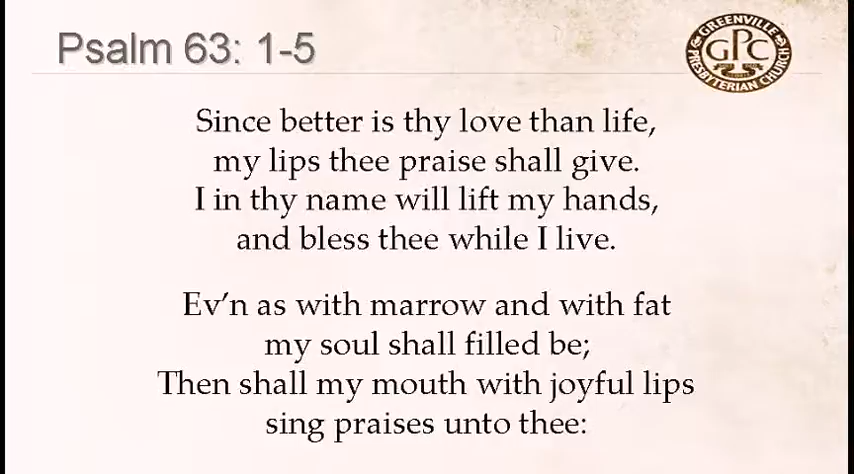 Psalm 63: 1-5
GREENVILLE
GPC
PRESBYTERIAN CHURCH
Since better is thy love than life,
my lips thee praise shall give.
I in thy name will lift my hands,
and bless thee while I live.
Ev’n as with marrow and with fat
my soul shall filled be;
Then shall my mouth with joyful lips
sing praises unto thee: